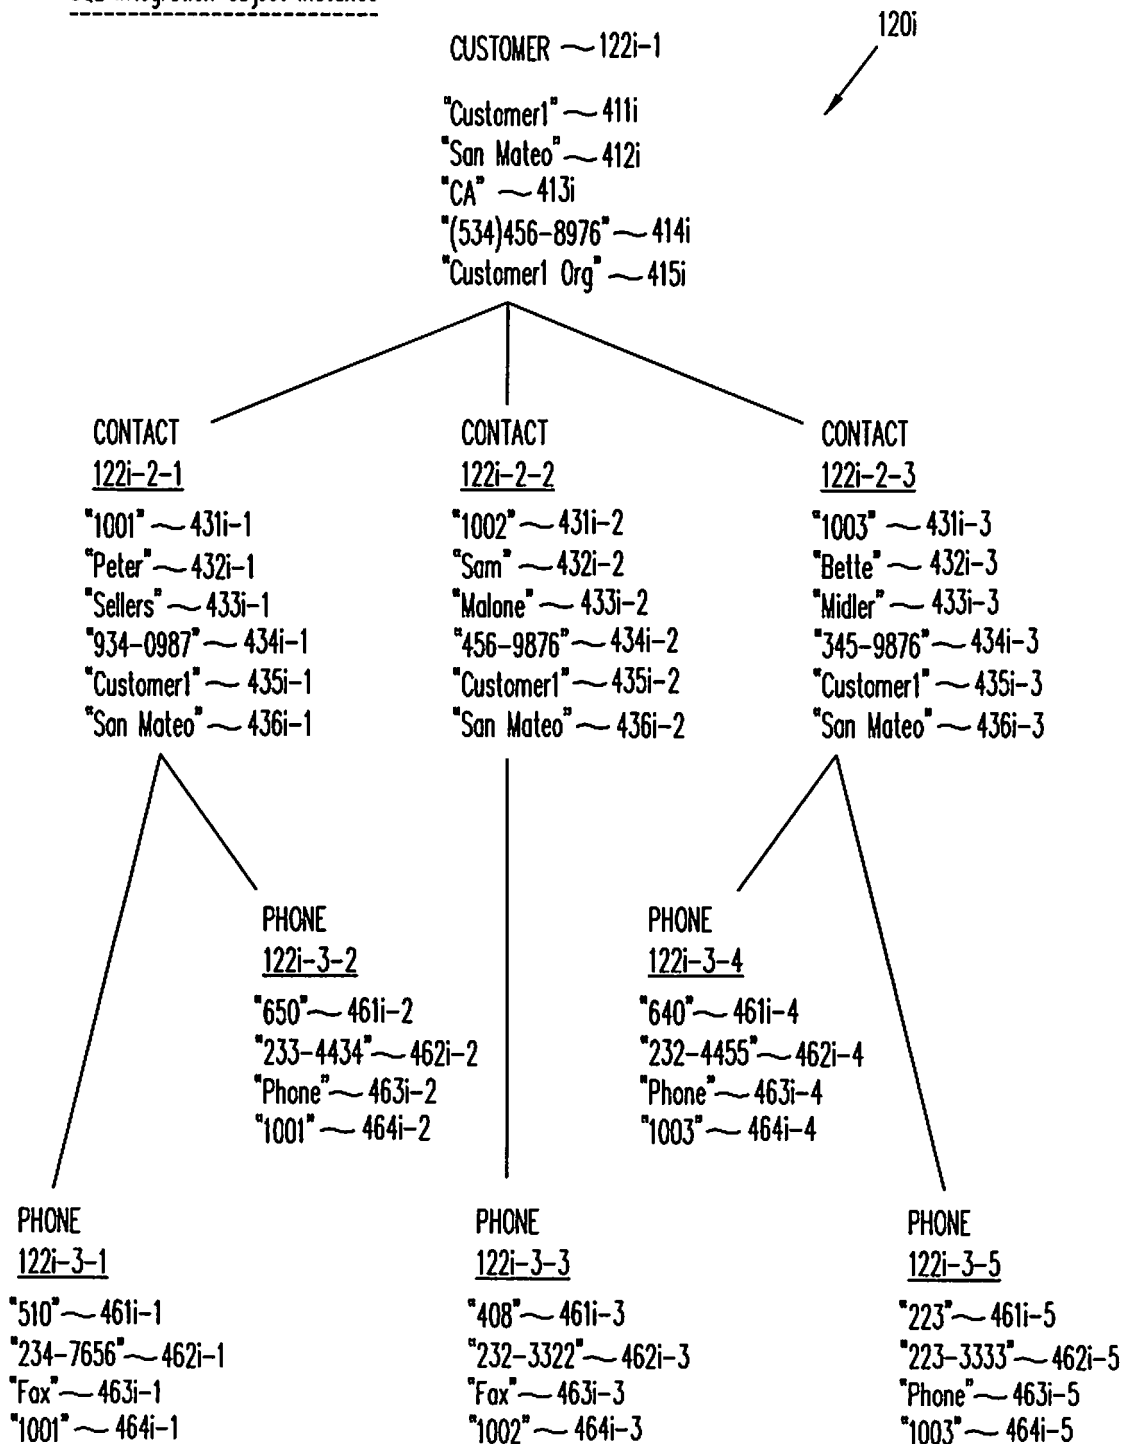 Integration Object Instance
120i
CUSTOMER ~ 122i-1
"Customer1" ~ 411i
"San Mateo" ~ 412i
"CA" ~ 413i
"(534)456-8976" ~ 414i
"Customer1 Org" ~ 415i
CONTACT
122i-2-1
"1001" ~ 431i-1
"Peter" ~ 432i-1
"Sellers" ~ 433i-1
"934-0987" ~ 434i-1
"Customer1" ~ 435i-1
"San Mateo" ~ 436i-1
CONTACT
122i-2-2
"1002" ~ 431i-2
"Sam" ~ 432i-2
"Malone" ~ 433i-2
"456-9876" ~ 434i-2
"Customer1" ~ 435i-2
"San Mateo" ~ 436i-2
CONTACT
122i-2-3
"1003" ~ 431i-3
"Bette" ~ 432i-3
"Midler" ~ 433i-3
"345-9876" ~ 434i-3
"Customer1" ~ 435i-3
"San Mateo" ~ 436i-3
PHONE
122i-3-2
"650" ~ 461i-2
"233-4434" ~ 462i-2
"Phone" ~ 463i-2
"1001" ~ 464i-2
PHONE
122i-3-4
"640" ~ 461i-4
"232-4455" ~ 462i-4
"Phone" ~ 463i-4
"1003" ~ 464i-4
PHONE
122i-3-1
"510" ~ 461i-1
"234-7656" ~ 462i-1
"Fax" ~ 463i-1
"1001" ~ 464i-1
PHONE
122i-3-3
"408" ~ 461i-3
"232-3322" ~ 462i-3
"Fax" ~ 463i-3
"1002" ~ 464i-3
PHONE
122i-3-5
"223" ~ 461i-5
"223-3333" ~ 462i-5
"Phone" ~ 463i-5
"1003" ~ 464i-5